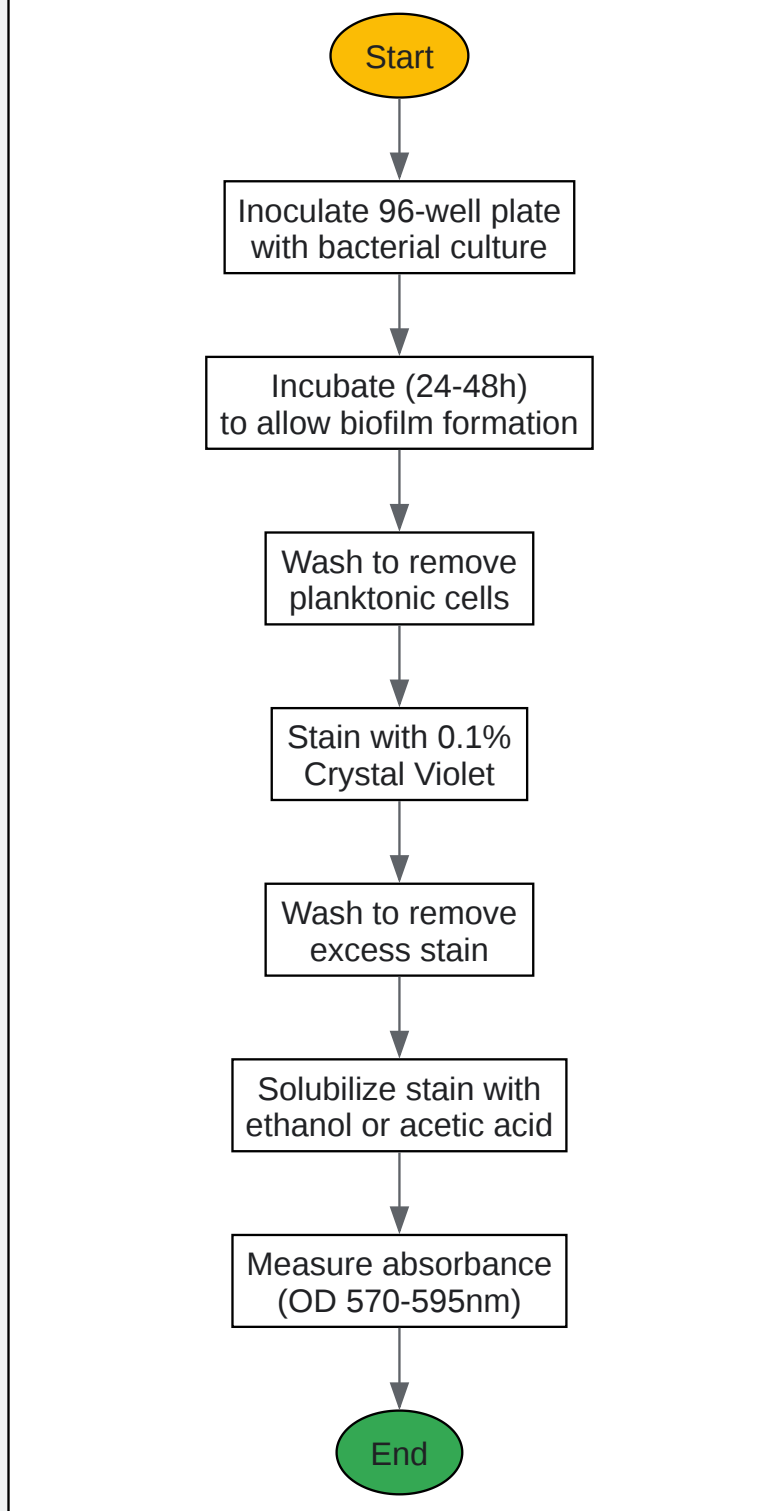 Start
Inoculate 96-well plate
with bacterial culture
Incubate (24-48h)
to allow biofilm formation
Wash to remove
planktonic cells
Stain with 0.1%
Crystal Violet
Wash to remove
excess stain
Solubilize stain with
ethanol or acetic acid
Measure absorbance
(OD 570-595nm)
End